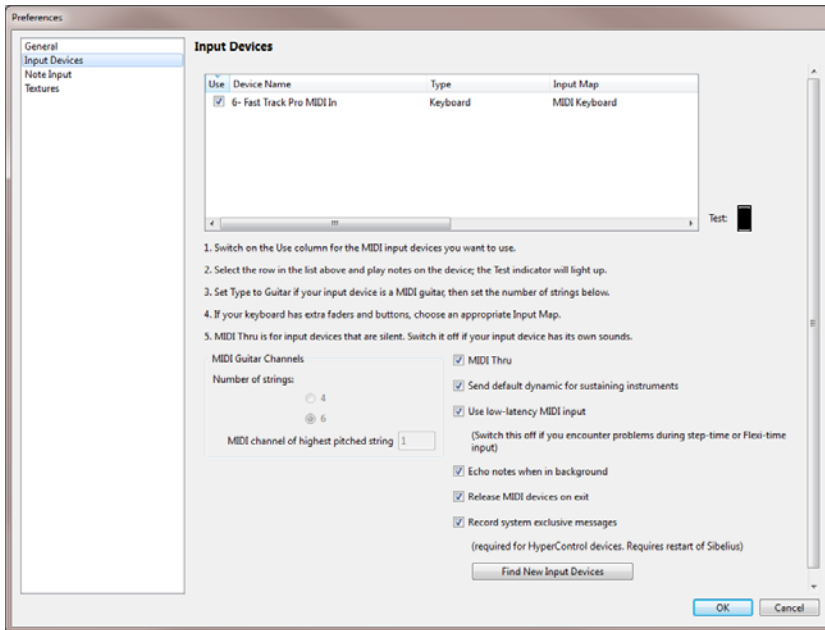 Preferences
General
Input Devices
Note Input
Textures
Input Devices
Use Device Name Type Input Map
6- Fast Track Pro MIDI In Keyboard MIDI Keyboard
Test:
1. Switch on the Use column for the MIDI input devices you want to use.
2. Select the row in the list above and play notes on the device; the Test indicator will light up.
3. Set Type to Guitar if your input device is a MIDI guitar, then set the number of strings below.
4. If your keyboard has extra faders and buttons, choose an appropriate Input Map.
5. MIDI Thru is for input devices that are silent. Switch it off if your input device has its own sounds.
MIDI Guitar Channels
Number of strings:
4
6
MIDI channel of highest pitched string 1
MIDI Thru
Send default dynamic for sustaining instruments
Use low-latency MIDI input
(Switch this off if you encounter problems during step-time or Flexi-time
input)
Echo notes when in background
Release MIDI devices on exit
Record system exclusive messages
(required for HyperControl devices. Requires restart of Sibelius)
Find New Input Devices
OK Cancel